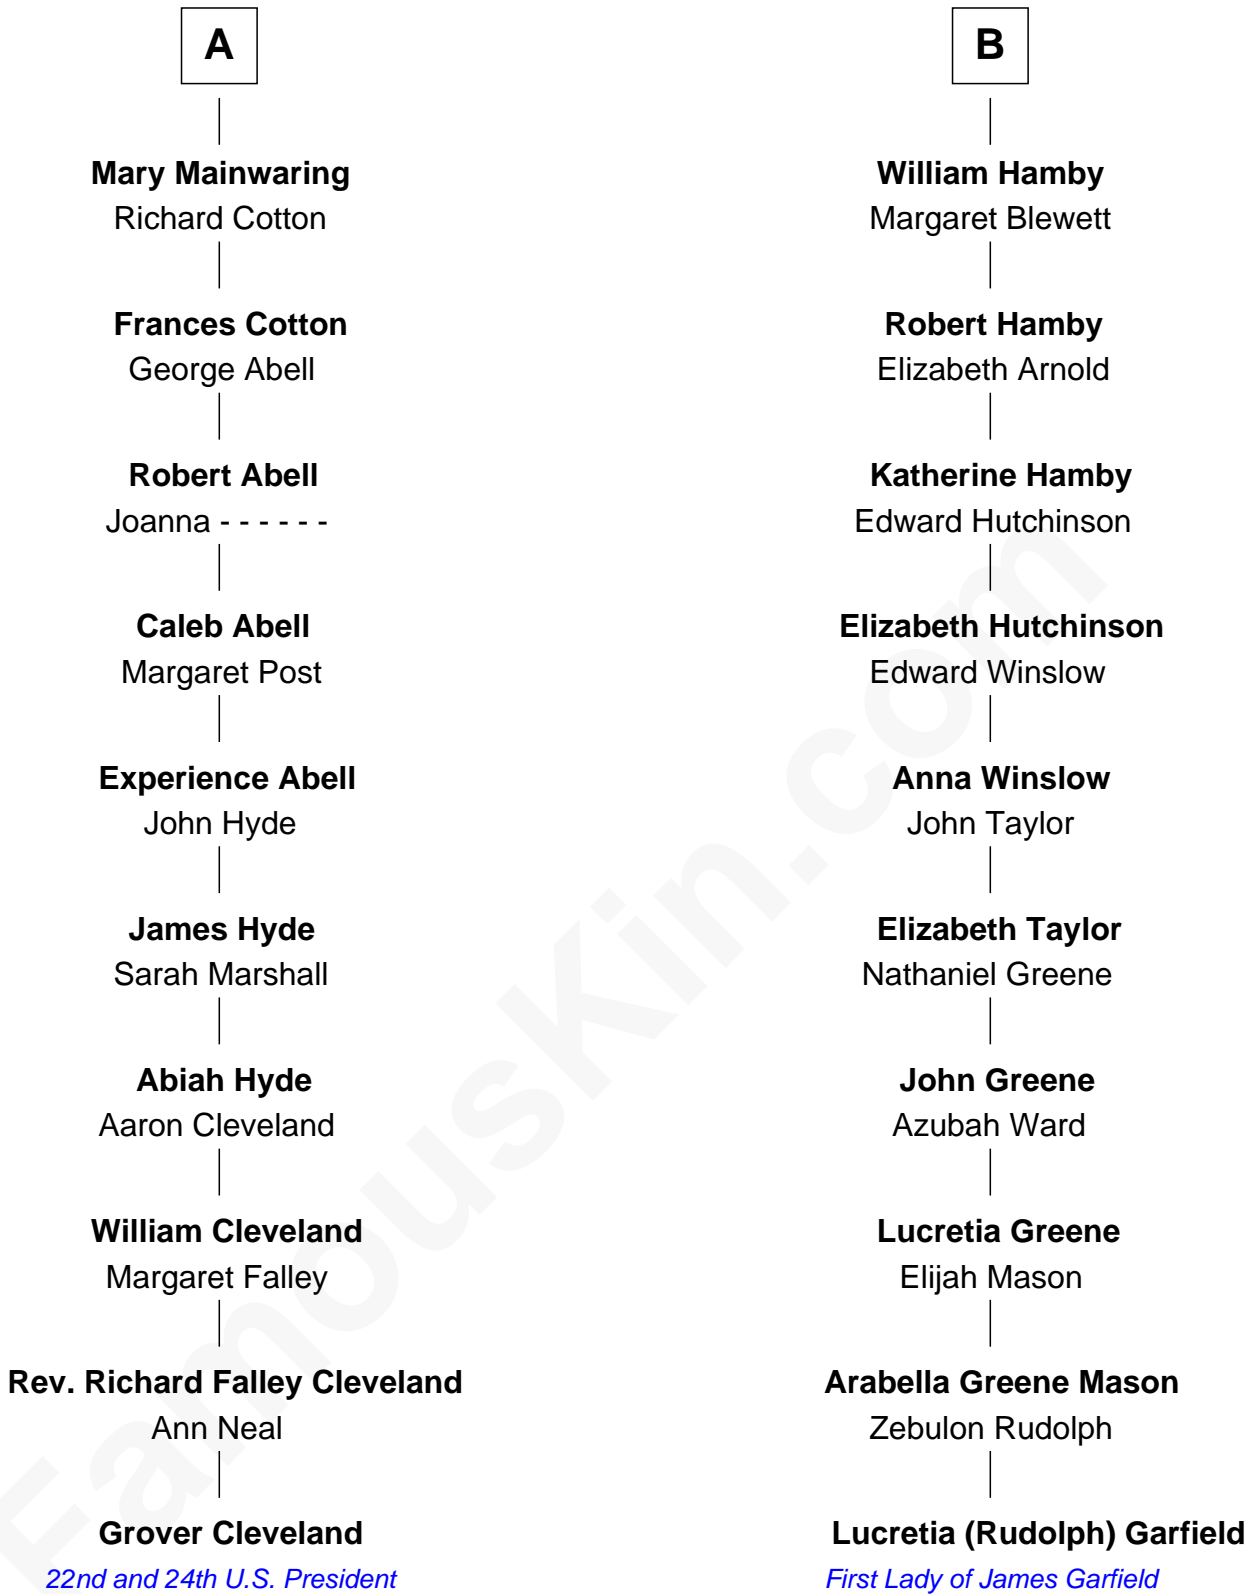 A
Mary Mainwaring
Richard Cotton
Frances Cotton
George Abell
Robert Abell
Joanna - - - - - -
Caleb Abell
Margaret Post
Experience Abell
John Hyde
James Hyde
Sarah Marshall
Abiah Hyde
Aaron Cleveland
William Cleveland
Margaret Falley
Rev. Richard Falley Cleveland
Ann Neal
Grover Cleveland
22nd and 24th U.S. President
B
William Hamby
Margaret Blewett
Robert Hamby
Elizabeth Arnold
Katherine Hamby
Edward Hutchinson
Elizabeth Hutchinson
Edward Winslow
Anna Winslow
John Taylor
Elizabeth Taylor
Nathaniel Greene
John Greene
Azubah Ward
Lucretia Greene
Elijah Mason
Arabella Greene Mason
Zebulon Rudolph
Lucretia (Rudolph) Garfield
First Lady of James Garfield
FamousKin.com